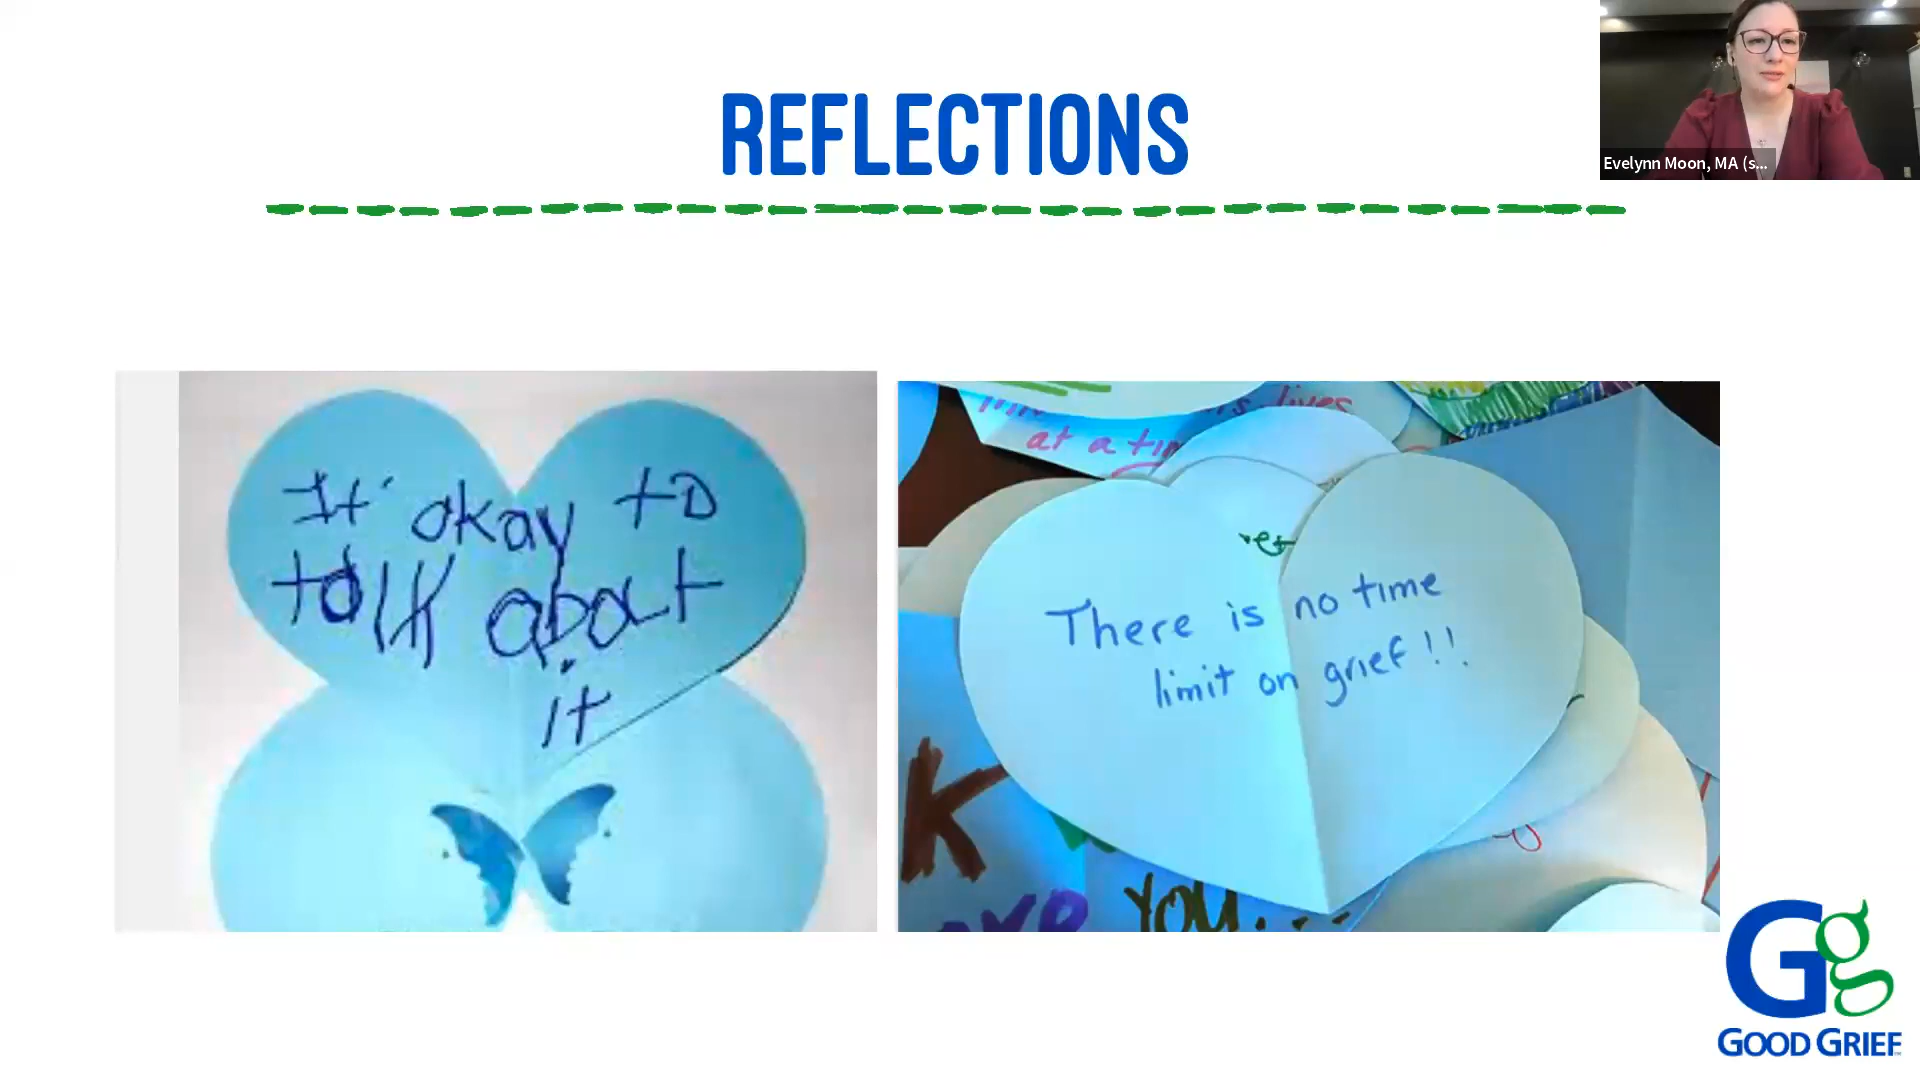 REFLECTIONS
Evelynn Moon, MA (s...
It' okay to
talk about
it
lives
at a
There is no time
limit on grief!!
K
You...
Gg
GOOD GRIEF